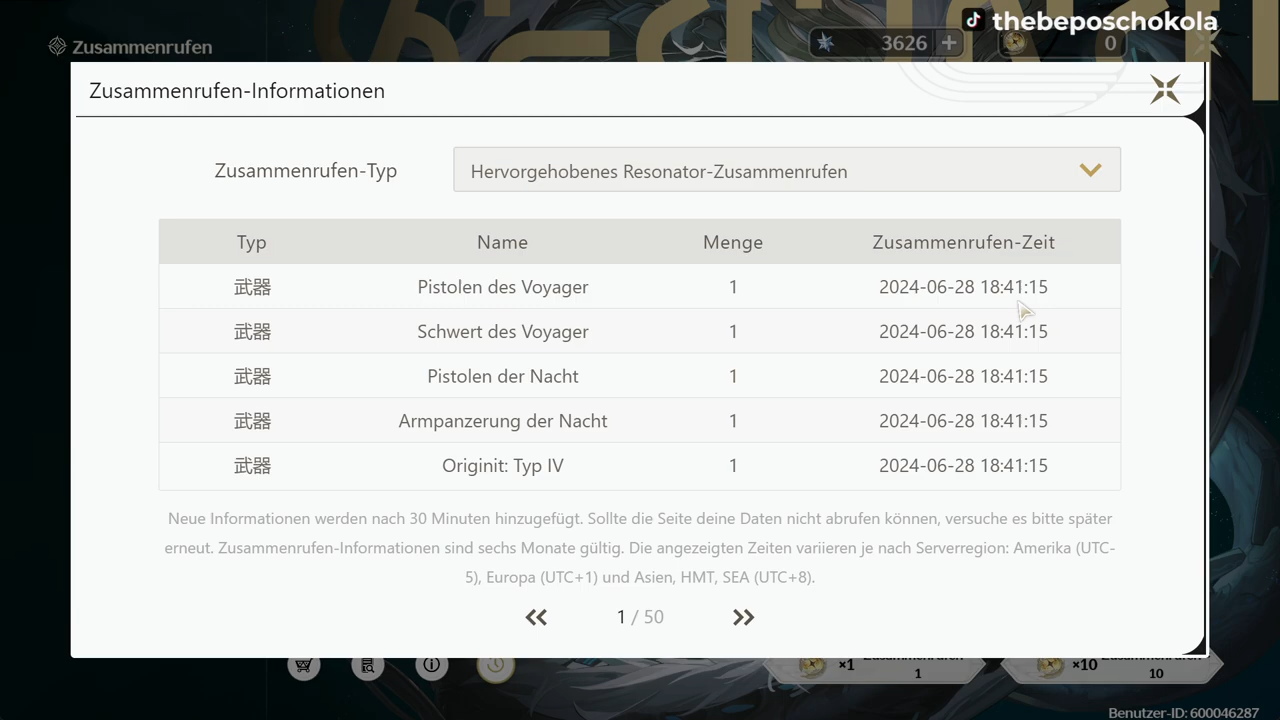 thebeposchokola
Zusammenrufen
3626
0
Zusammenrufen-Informationen
Zusammenrufen-Typ
Hervorgehobenes Resonator-Zusammenrufen
Typ Name Menge Zusammenrufen-Zeit
武器 Pistolen des Voyager 1 2024-06-28 18:41:15
武器 Schwert des Voyager 1 2024-06-28 18:41:15
武器 Pistolen der Nacht 1 2024-06-28 18:41:15
武器 Armpanzerung der Nacht 1 2024-06-28 18:41:15
武器 Originit: Typ IV 1 2024-06-28 18:41:15
Neue Informationen werden nach 30 Minuten hinzugefügt. Sollte die Seite deine Daten nicht abrufen können, versuche es bitte später
erneut. Zusammenrufen-Informationen sind sechs Monate gültig. Die angezeigten Zeiten variieren je nach Serverregion: Amerika (UTC-
5), Europa (UTC+1) und Asien, HMT, SEA (UTC+8).
1 / 50
×1 Zusammenrufen
1
×10 Zusammenrufen
10
Benutzer-ID: 600046287